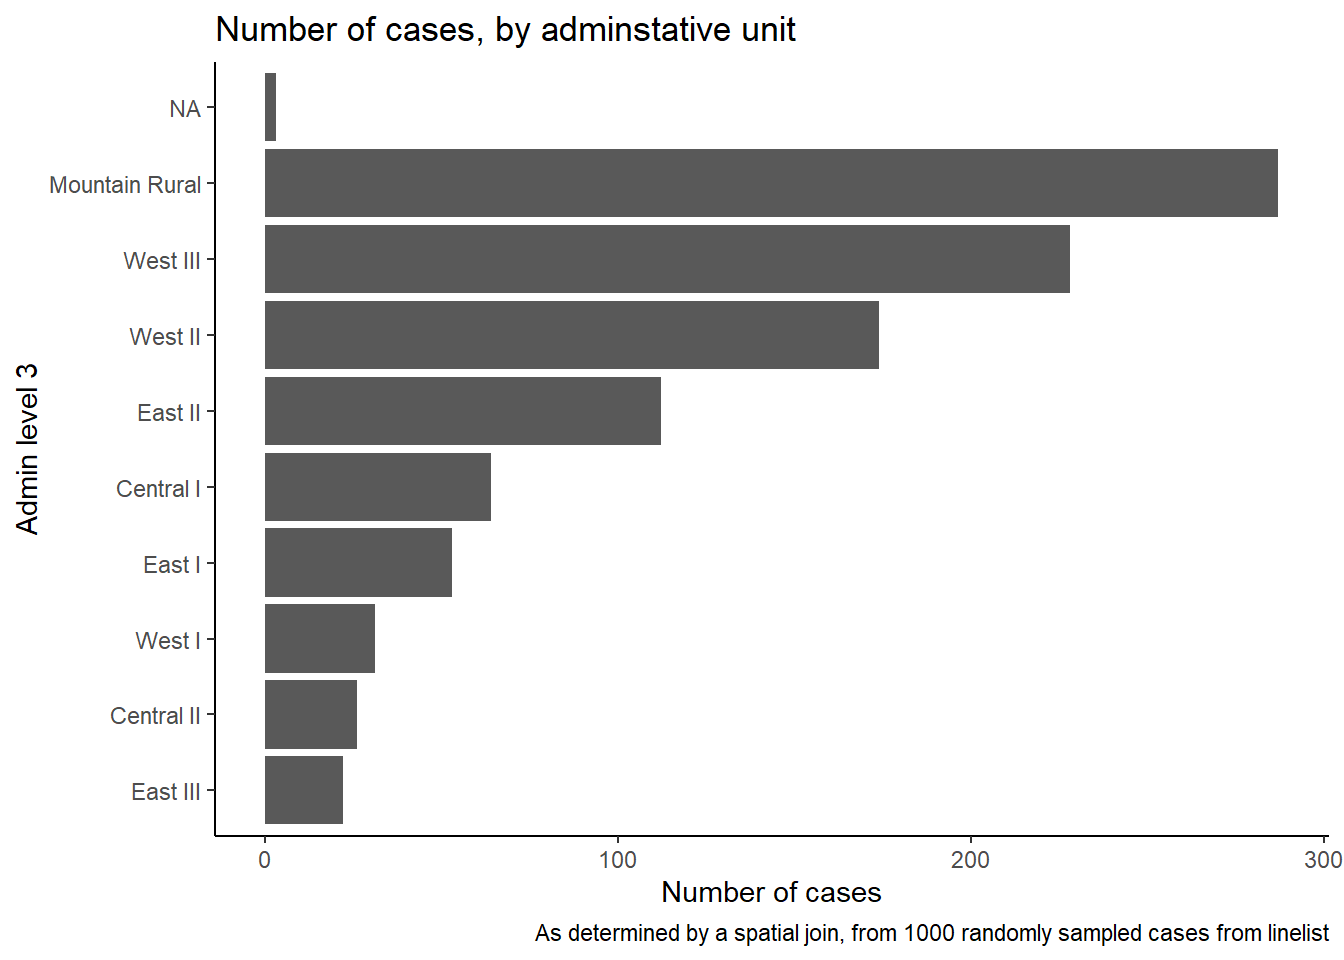 Number of cases, by adminstative unit
NA
Mountain Rural
West III
West II
East II
Central I
East I
West I
Central II
East III
Admin level 3
0 100 200 300
Number of cases
As determined by a spatial join, from 1000 randomly sampled cases from linelist